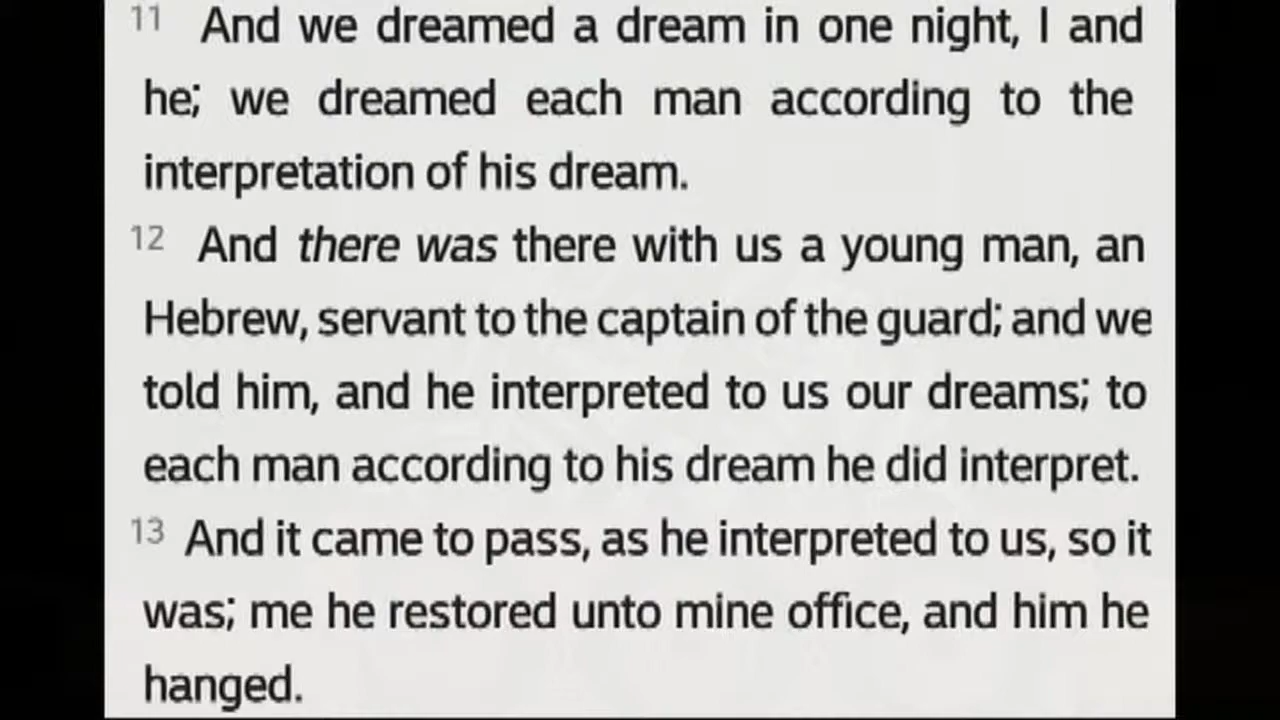 11 And we dreamed a dream in one night, I and
he; we dreamed each man according to the
interpretation of his dream.
12 And there was there with us a young man, an
Hebrew, servant to the captain of the guard; and we
told him, and he interpreted to us our dreams; to
each man according to his dream he did interpret.
13 And it came to pass, as he interpreted to us, so it
was; me he restored unto mine office, and him he
hanged.